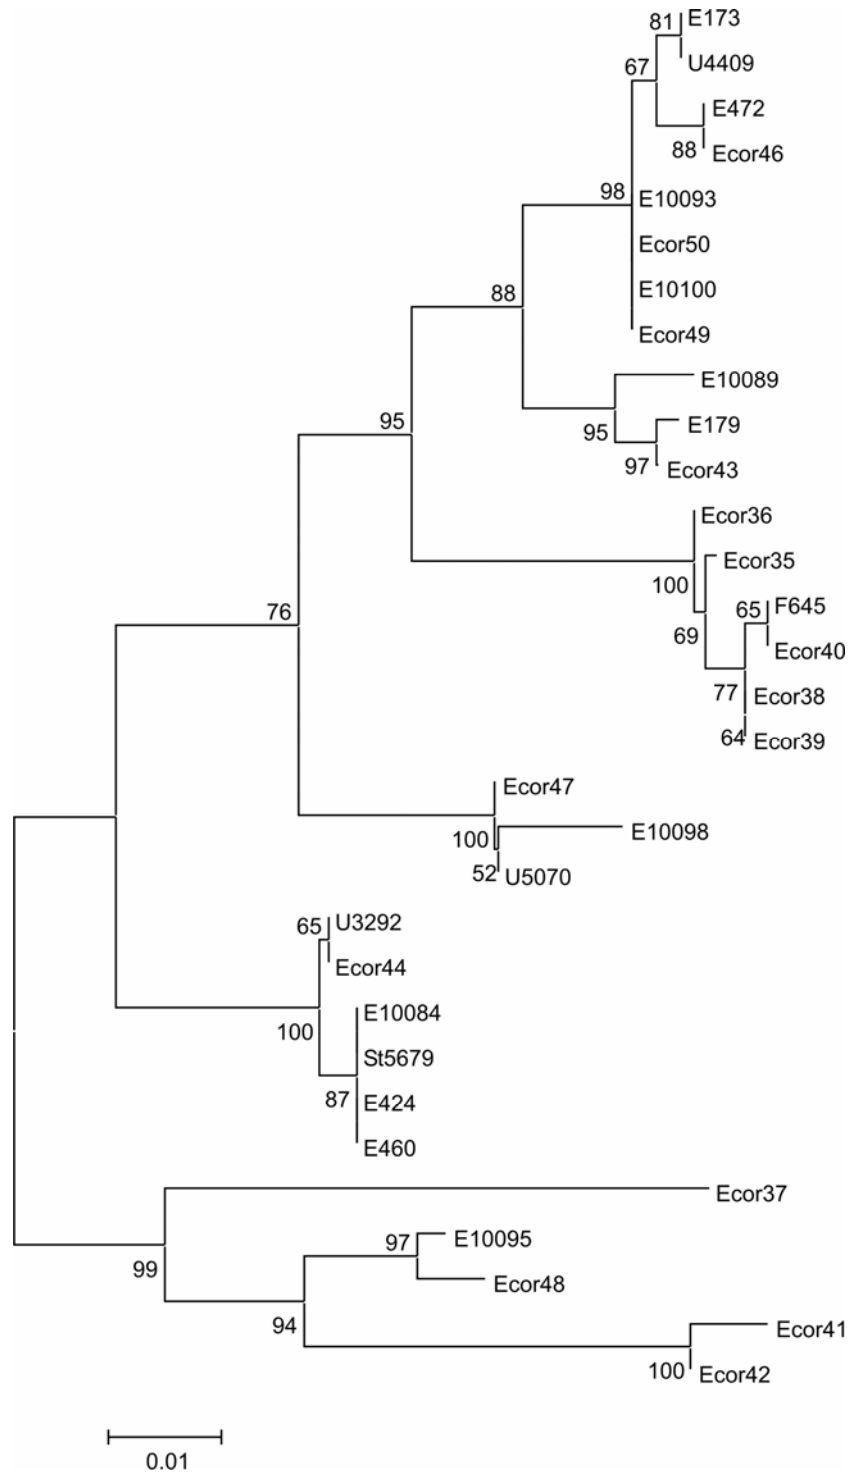 81
E173
67
U4409
E472
88
Ecor46
98
E10093
Ecor50
88
E10100
Ecor49
E10089
95
E179
95
97
Ecor43
Ecor36
Ecor35
100
76
65
F645
69
Ecor40
77
Ecor38
64
Ecor39
Ecor47
100
E10098
52
U5070
65
U3292
Ecor44
E10084
100
St5679
87
E424
E460
Ecor37
97
E10095
99
Ecor48
94
Ecor41
100
Ecor42
0.01